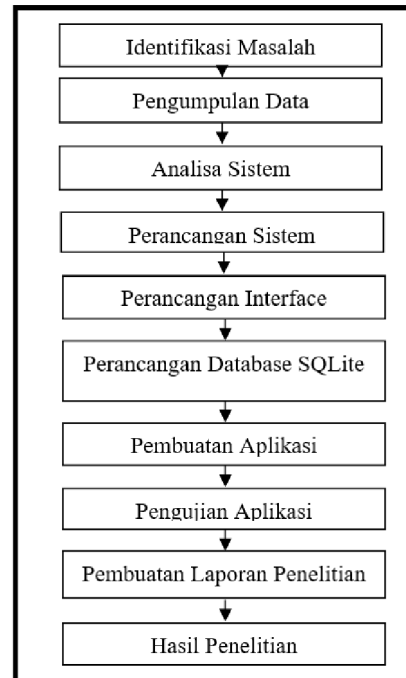 Identifikasi Masalah
Pengumpulan Data
Analisa Sistem
Perancangan Sistem
Perancangan Interface
Perancangan Database SQLite
Pembuatan Aplikasi
Pengujian Aplikasi
Pembuatan Laporan Penelitian
Hasil Penelitian